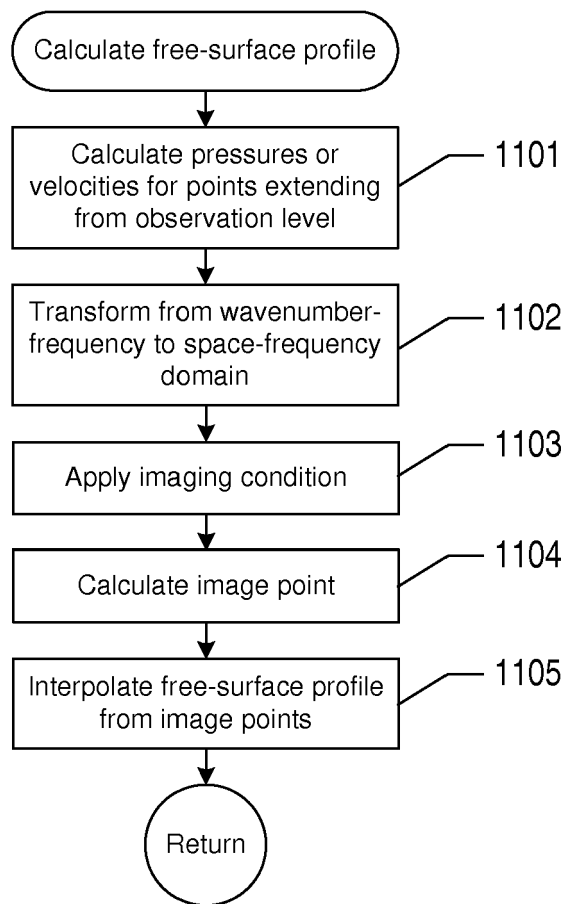 Calculate free-surface profile
Calculate pressures or
velocities for points extending
from observation level
1101
Transform from wavenumber-
frequency to space-frequency
domain
1102
Apply imaging condition
1103
Calculate image point
1104
Interpolate free-surface profile
from image points
1105
Return